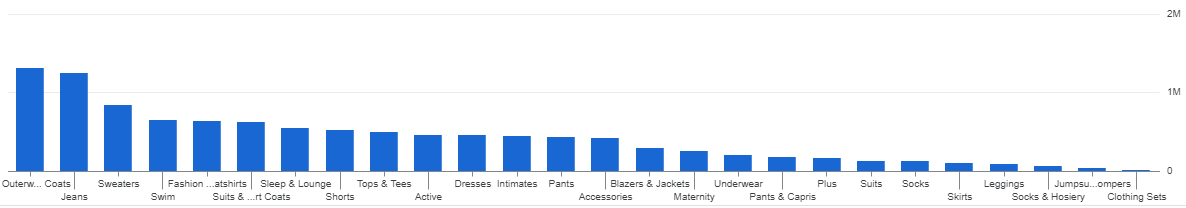 2M
1M
0
Outerw... Coats
Jeans
Sweaters
Swim
Fashion ...atshirts
Suits & ...rt Coats
Sleep & Lounge
Shorts
Tops & Tees
Active
Dresses
Intimates
Pants
Accessories
Blazers & Jackets
Maternity
Underwear
Pants & Capris
Plus
Suits
Socks
Skirts
Leggings
Socks & Hosiery
Jumpsu...ompers
Clothing Sets